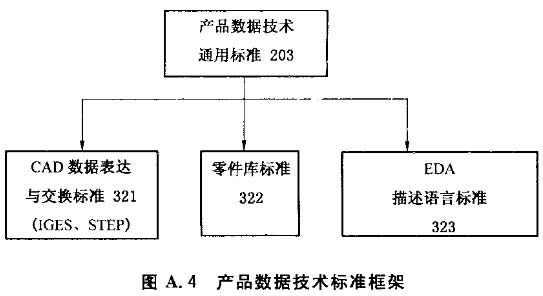 产品数据技术
通用标准 203
CAD 数据表达
与交换标准 321
(IGES、STEP)
零件库标准
322
EDA
描述语言标准
323
图 A.4 产品数据技术标准框架